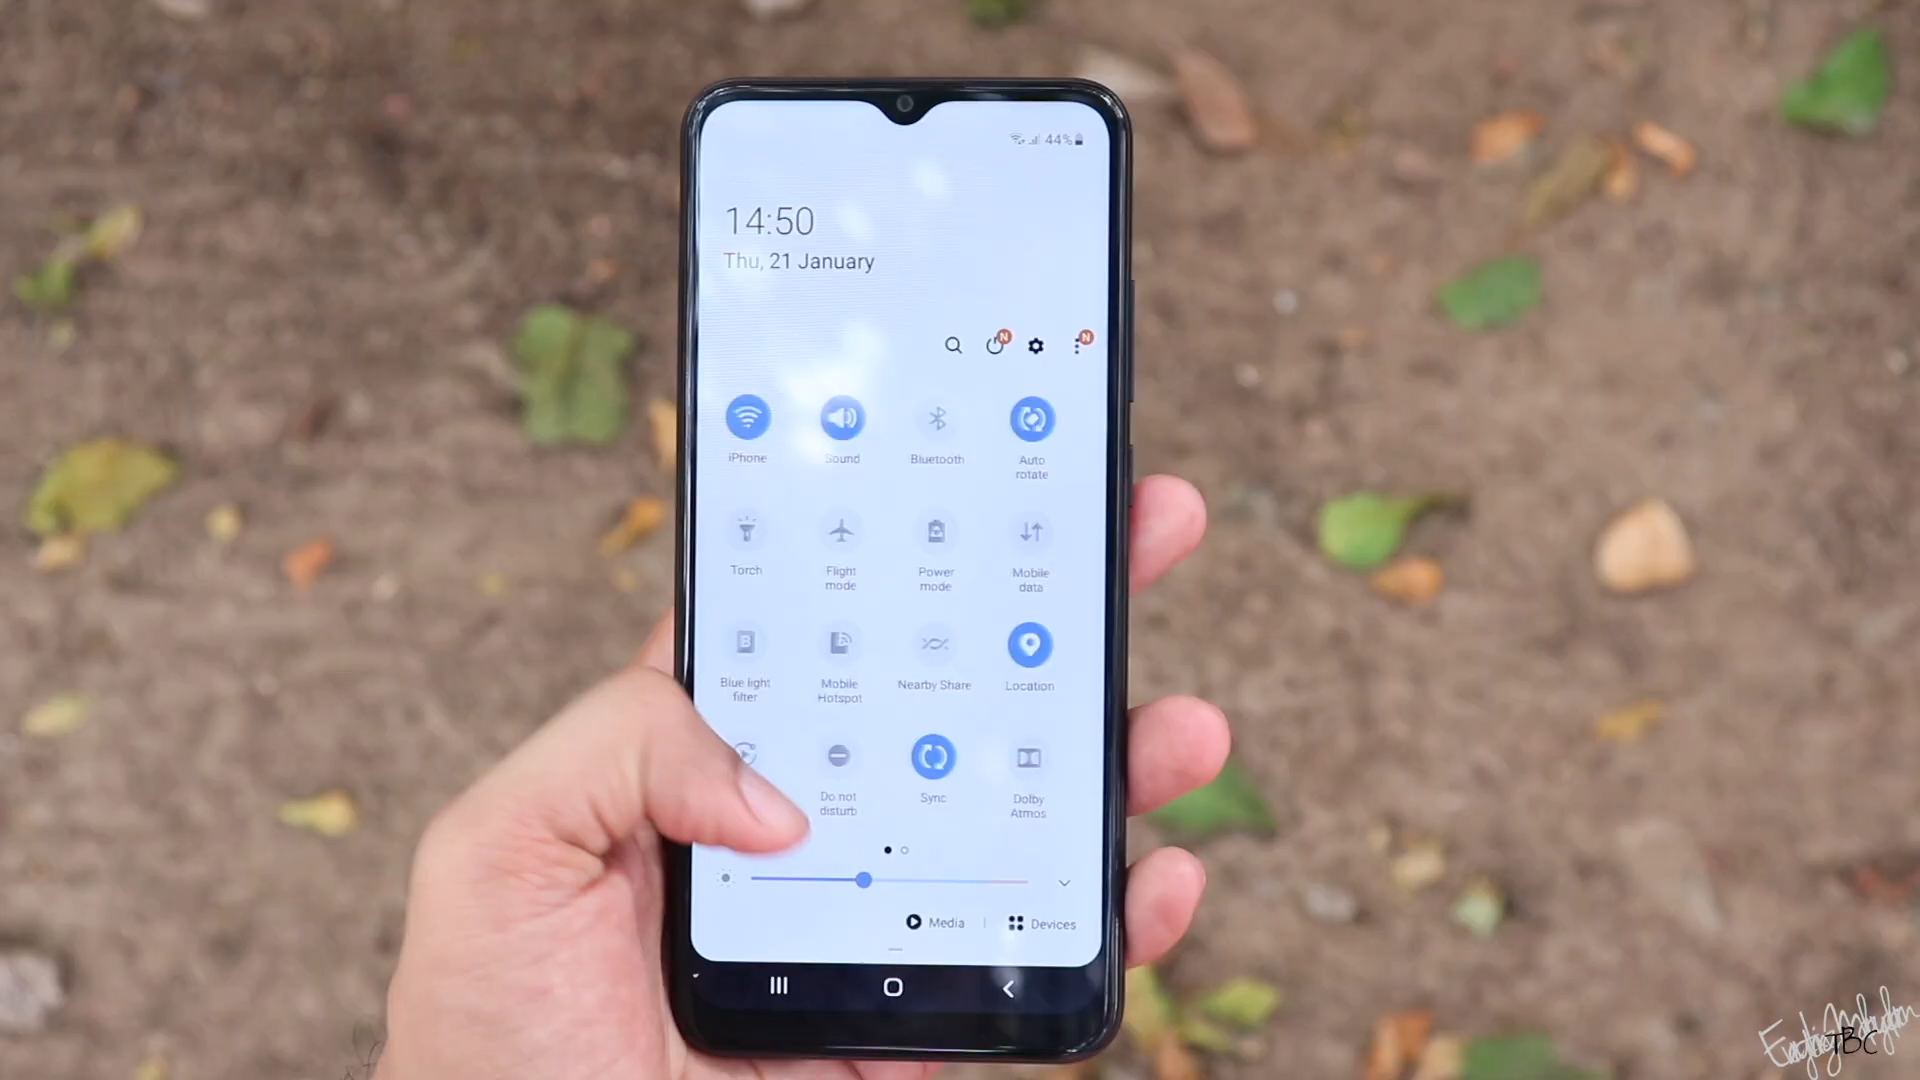 44%
14:50
Thu, 21 January
N
N
iPhone
Sound
Bluetooth
Auto
rotate
Torch
Flight
mode
Power
mode
Mobile
data
Blue light
filter
Mobile
Hotspot
Nearby Share
Location
Do not
disturb
Sync
Dolby
Atmos
Media | Devices
TBC